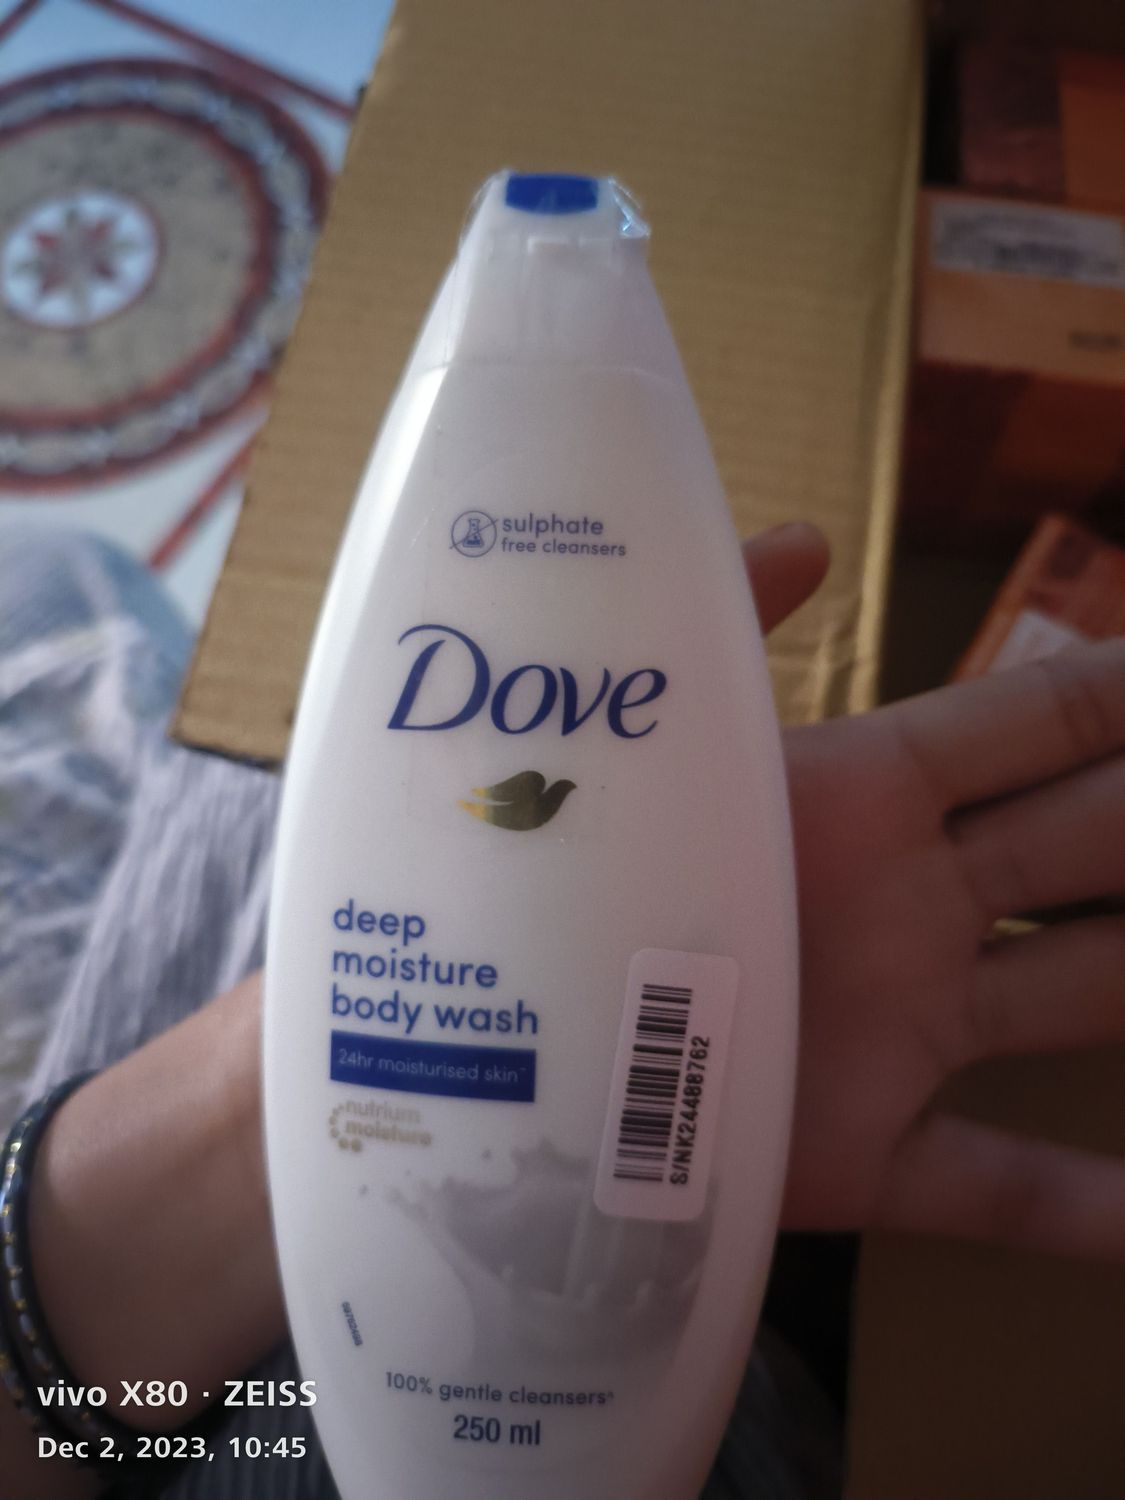 sulphate
free cleansers
Dove
deep
moisture
body wash
24hr moisturised skin
nutrium
moisture
S/NK24488762
100% gentle cleansers^
250 ml
vivo X80 · ZEISS
Dec 2, 2023, 10:45